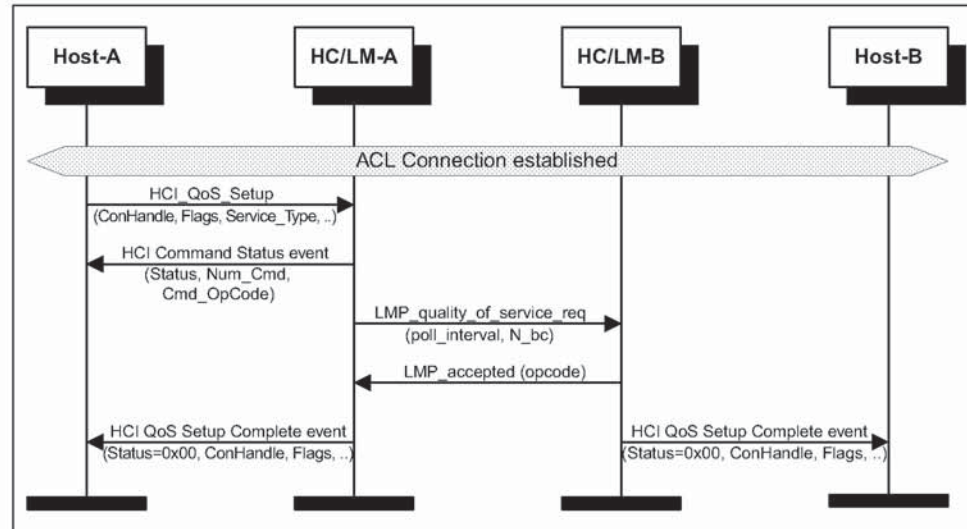 Host-A
HC/LM-A
HC/LM-B
Host-B
ACL Connection established
HCI_QoS_Setup
(ConHandle, Flags, Service_Type, ..)
HCI Command Status event
(Status, Num_Cmd,
Cmd_OpCode)
LMP_quality_of_service_req
(poll_interval, N_bc)
LMP_accepted (opcode)
HCI QoS Setup Complete event
(Status=0x00, ConHandle, Flags, ..)
HCI QoS Setup Complete event
(Status=0x00, ConHandle, Flags, ..)